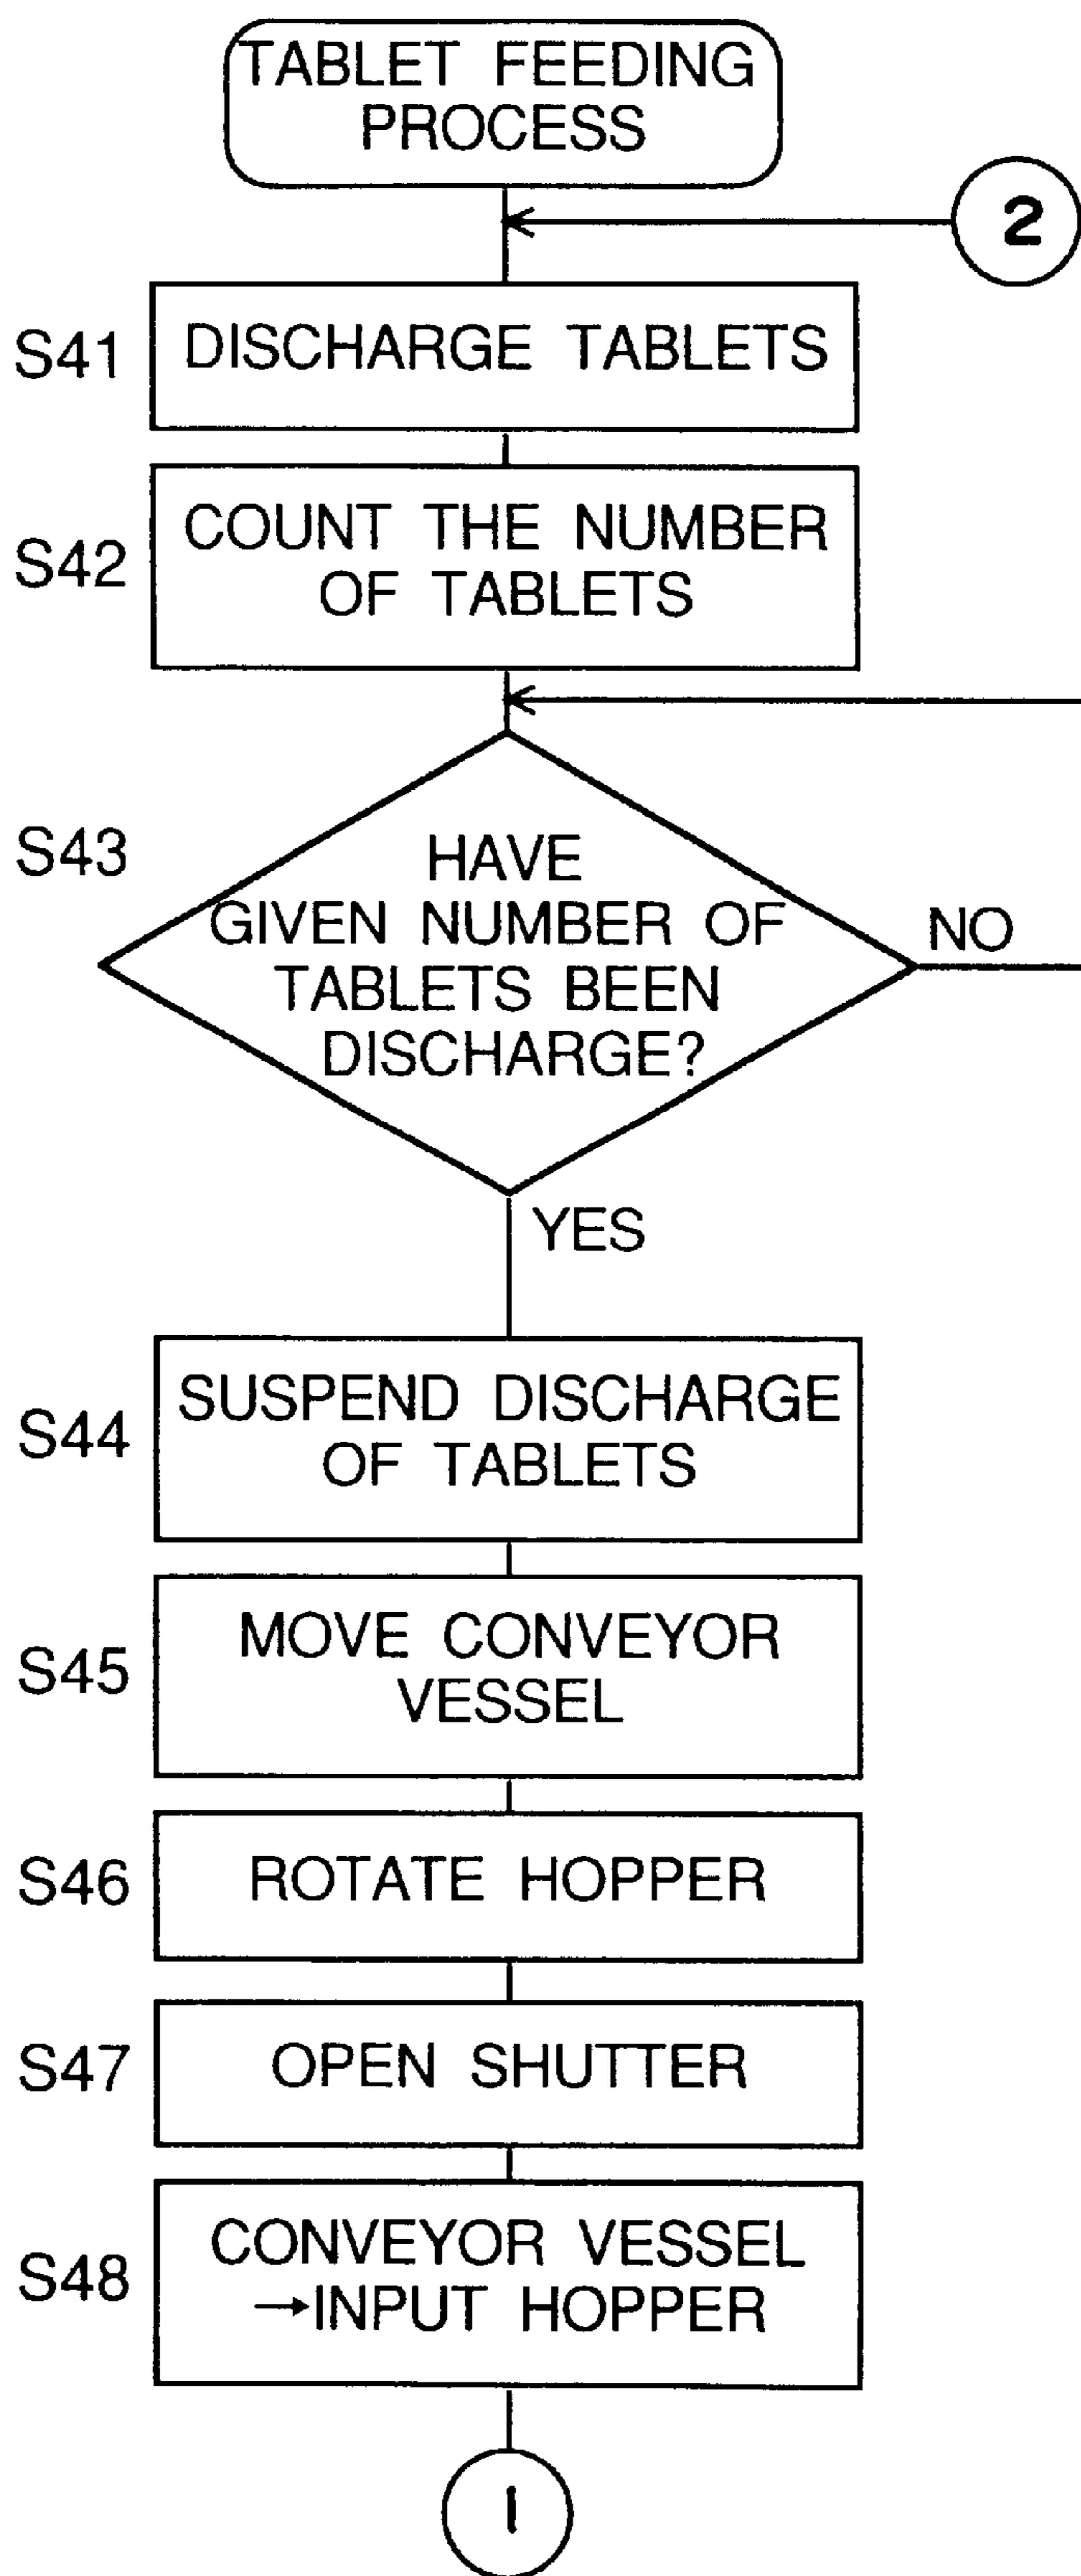 TABLET FEEDING
PROCESS
2
S41
DISCHARGE TABLETS
S42
COUNT THE NUMBER
OF TABLETS
S43
HAVE
GIVEN NUMBER OF
TABLETS BEEN
DISCHARGE?
NO
YES
S44
SUSPEND DISCHARGE
OF TABLETS
S45
MOVE CONVEYOR
VESSEL
S46
ROTATE HOPPER
S47
OPEN SHUTTER
S48
CONVEYOR VESSEL
→INPUT HOPPER
1